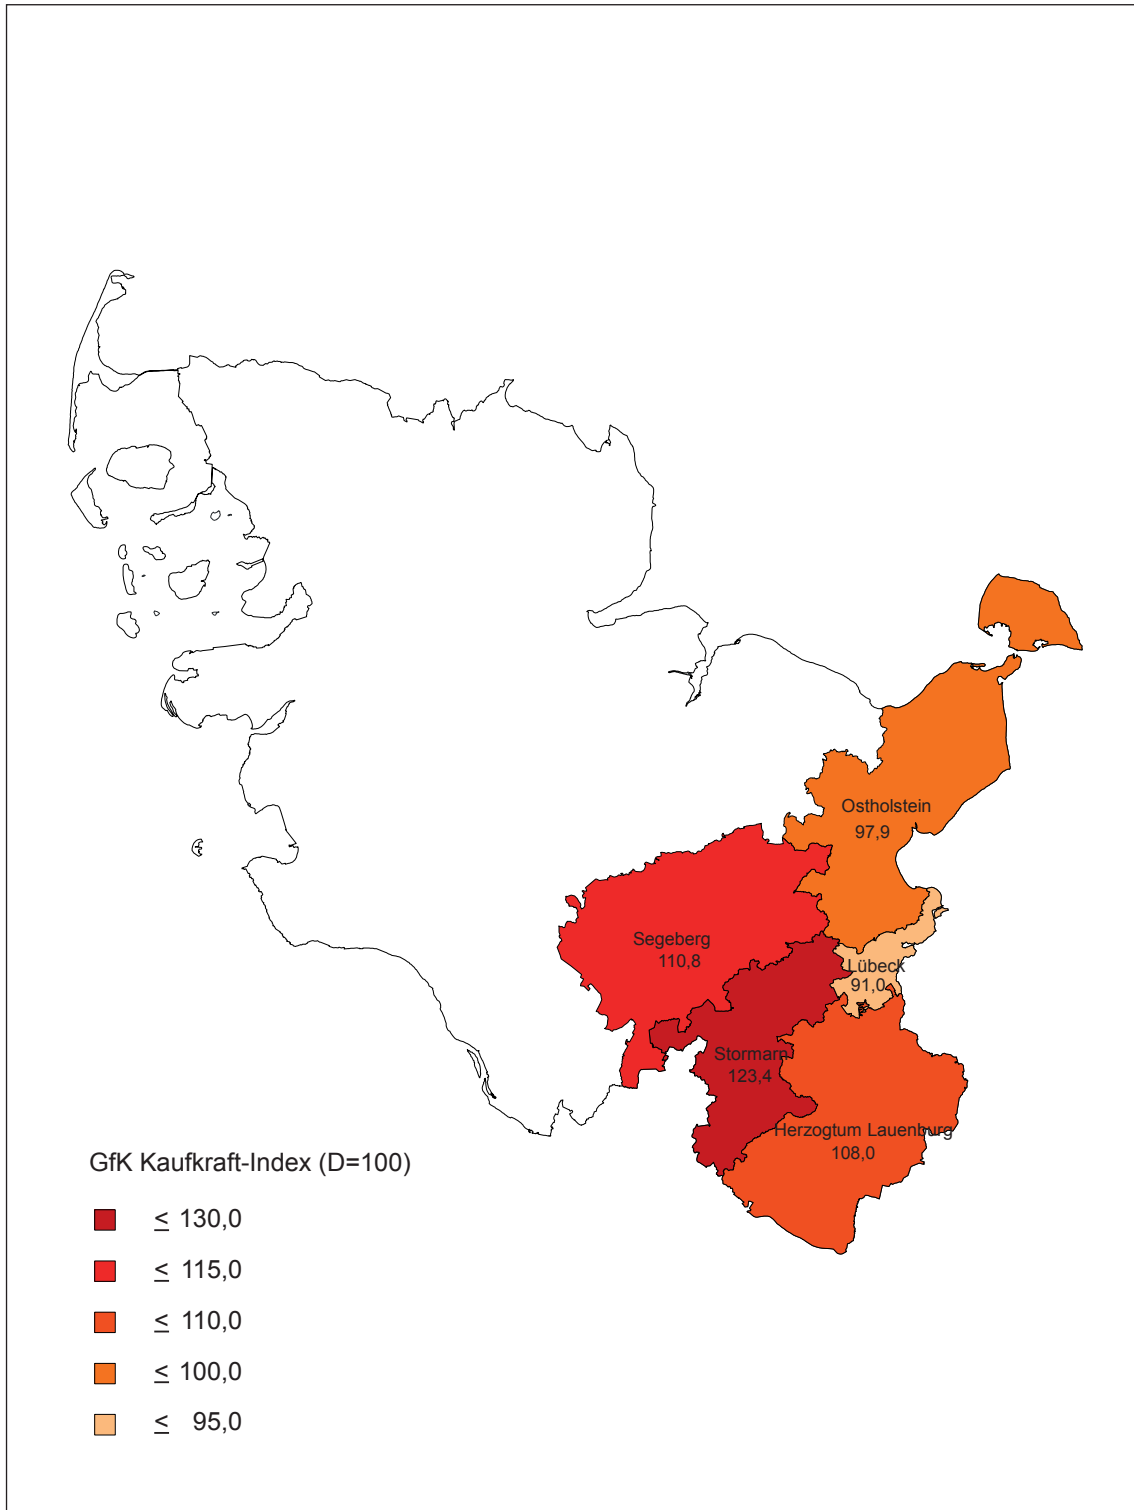 Ostholstein
97,9
Segeberg
110,8
Lübeck
91,0
Stormarn
123,4
Herzogtum Lauenburg
108,0
GfK Kaufkraft-Index (D=100)
≤ 130,0
≤ 115,0
≤ 110,0
≤ 100,0
≤ 95,0